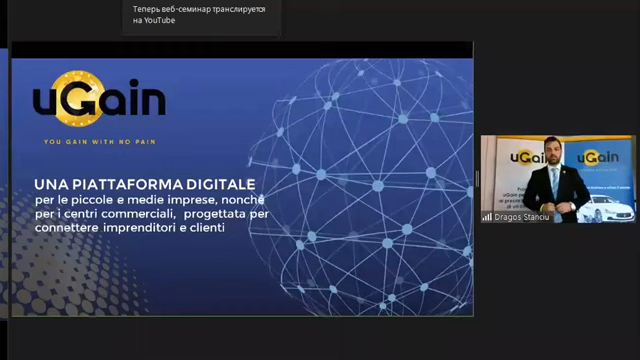 Теперь веб-семинар транслируется
на YouTube
uGain
YOU GAIN WITH NO PAIN
UNA PIATTAFORMA DIGITALE
per le piccole e medie imprese, nonchè
per i centri commerciali, progettata per
connettere imprenditori e clienti
uGain
uGain
Dragos Stanciu